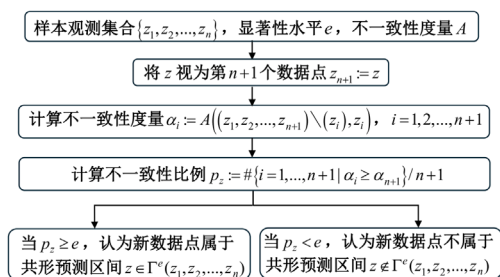 样本观测集合{z₁,z₂,...,zₙ}，显著性水平e，不一致性度量A
将z视为第n+1个数据点zₙ₊₁:=z
计算不一致性度量αᵢ:=A((z₁,z₂,...,zₙ₊₁)\(zᵢ),zᵢ)，i=1,2,...,n+1
计算不一致性比例p_z:=#{i=1,...,n+1|αᵢ≥αₙ₊₁}/n+1
当p_z≥e，认为新数据点属于
共形预测区间z∈Γᵉ(z₁,z₂,...,zₙ)
当p_z<e，认为新数据点不属于
共形预测区间z∉Γᵉ(z₁,z₂,...,zₙ)